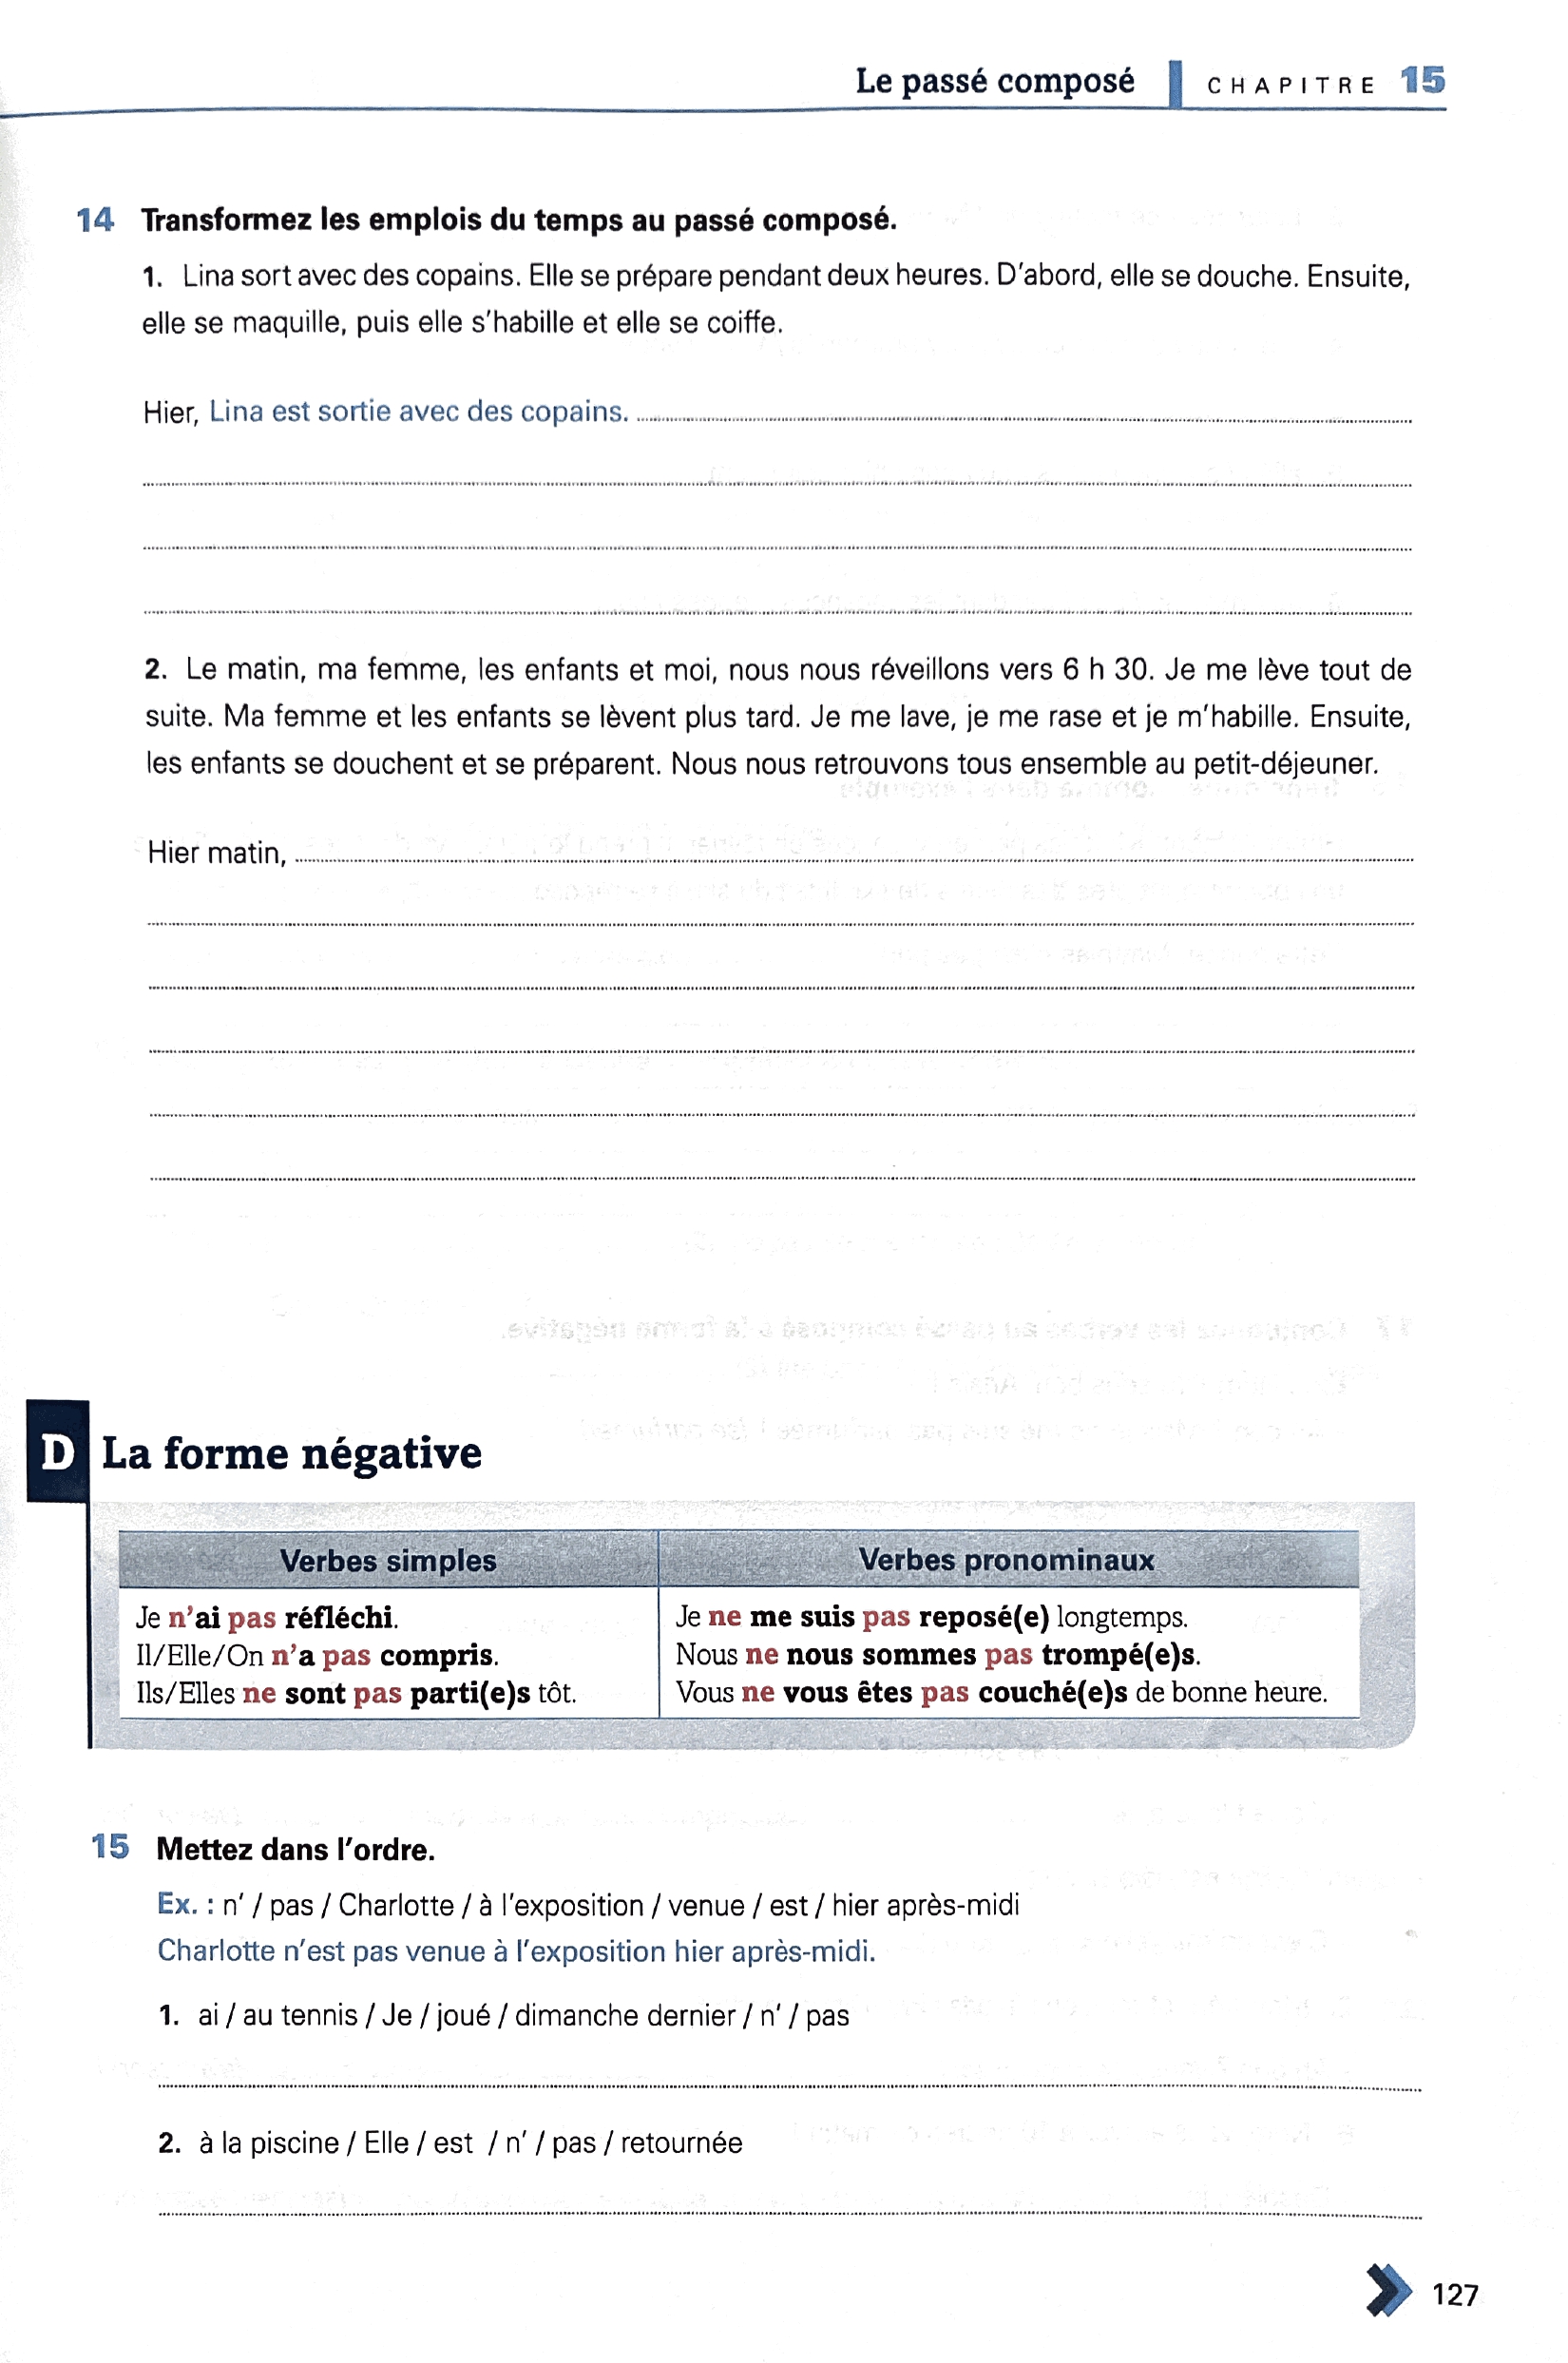 Le passé composé CHAPITRE 15
14 Transformez les emplois du temps au passé composé.
1. Lina sort avec des copains. Elle se prépare pendant deux heures. D'abord, elle se douche. Ensuite,
elle se maquille, puis elle s'habille et elle se coiffe.
Hier, Lina est sortie avec des copains.
2. Le matin, ma femme, les enfants et moi, nous nous réveillons vers 6 h 30. Je me lève tout de
suite. Ma femme et les enfants se lèvent plus tard. Je me lave, je me rase et je m'habille. Ensuite,
les enfants se douchent et se préparent. Nous nous retrouvons tous ensemble au petit-déjeuner.
Hier matin,
D La forme négative
Verbes simples Verbes pronominaux
Je n'ai pas réfléchi. Je ne me suis pas reposé(e) longtemps.
Il/Elle/On n'a pas compris. Nous ne nous sommes pas trompé(e)s.
Ils/Elles ne sont pas parti(e)s tôt. Vous ne vous êtes pas couché(e)s de bonne heure.
15 Mettez dans l'ordre.
Ex. : n' / pas / Charlotte / à l'exposition / venue / est / hier après-midi
Charlotte n'est pas venue à l'exposition hier après-midi.
1. ai / au tennis / Je / joué / dimanche dernier / n' / pas
2. à la piscine / Elle / est / n' / pas / retournée
127